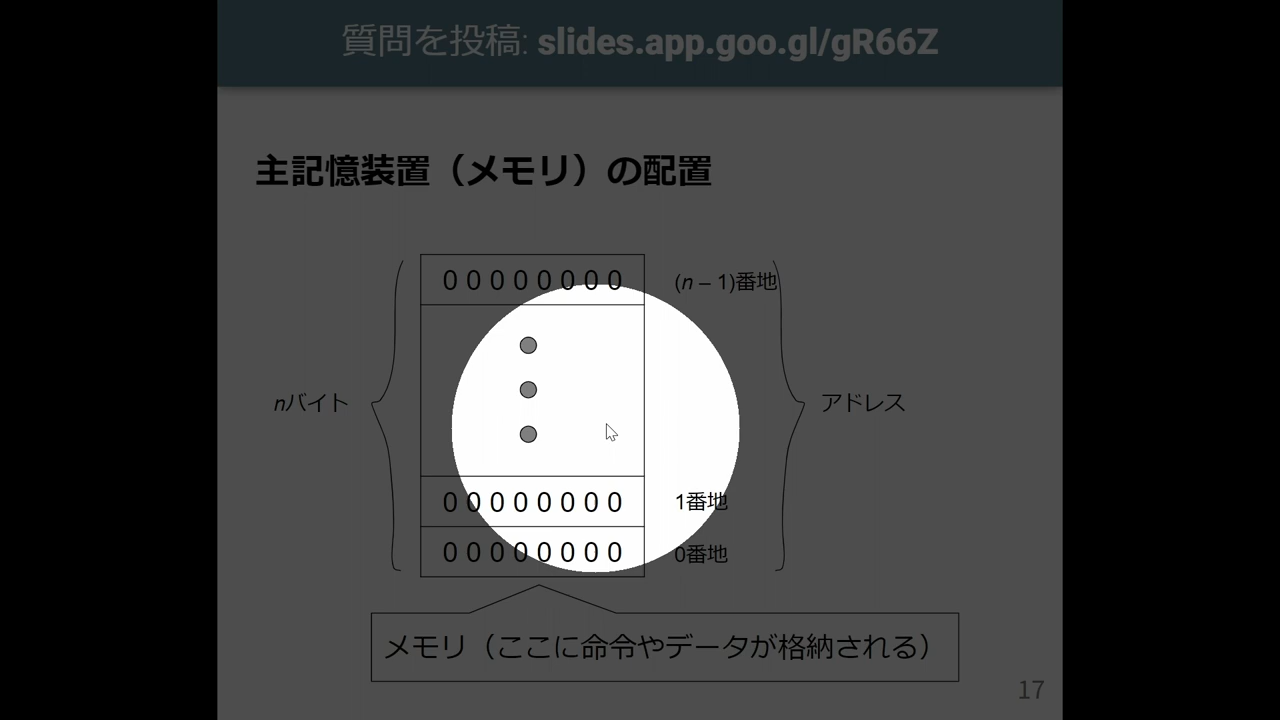 質問を投稿: slides.app.goo.gl/gR66Z
主記憶装置（メモリ）の配置
0 0 0 0 0 0 0 0 (n – 1)番地
nバイト アドレス
0 0 0 0 0 0 0 0 1番地
0 0 0 0 0 0 0 0 0番地
メモリ（ここに命令やデータが格納される）
17